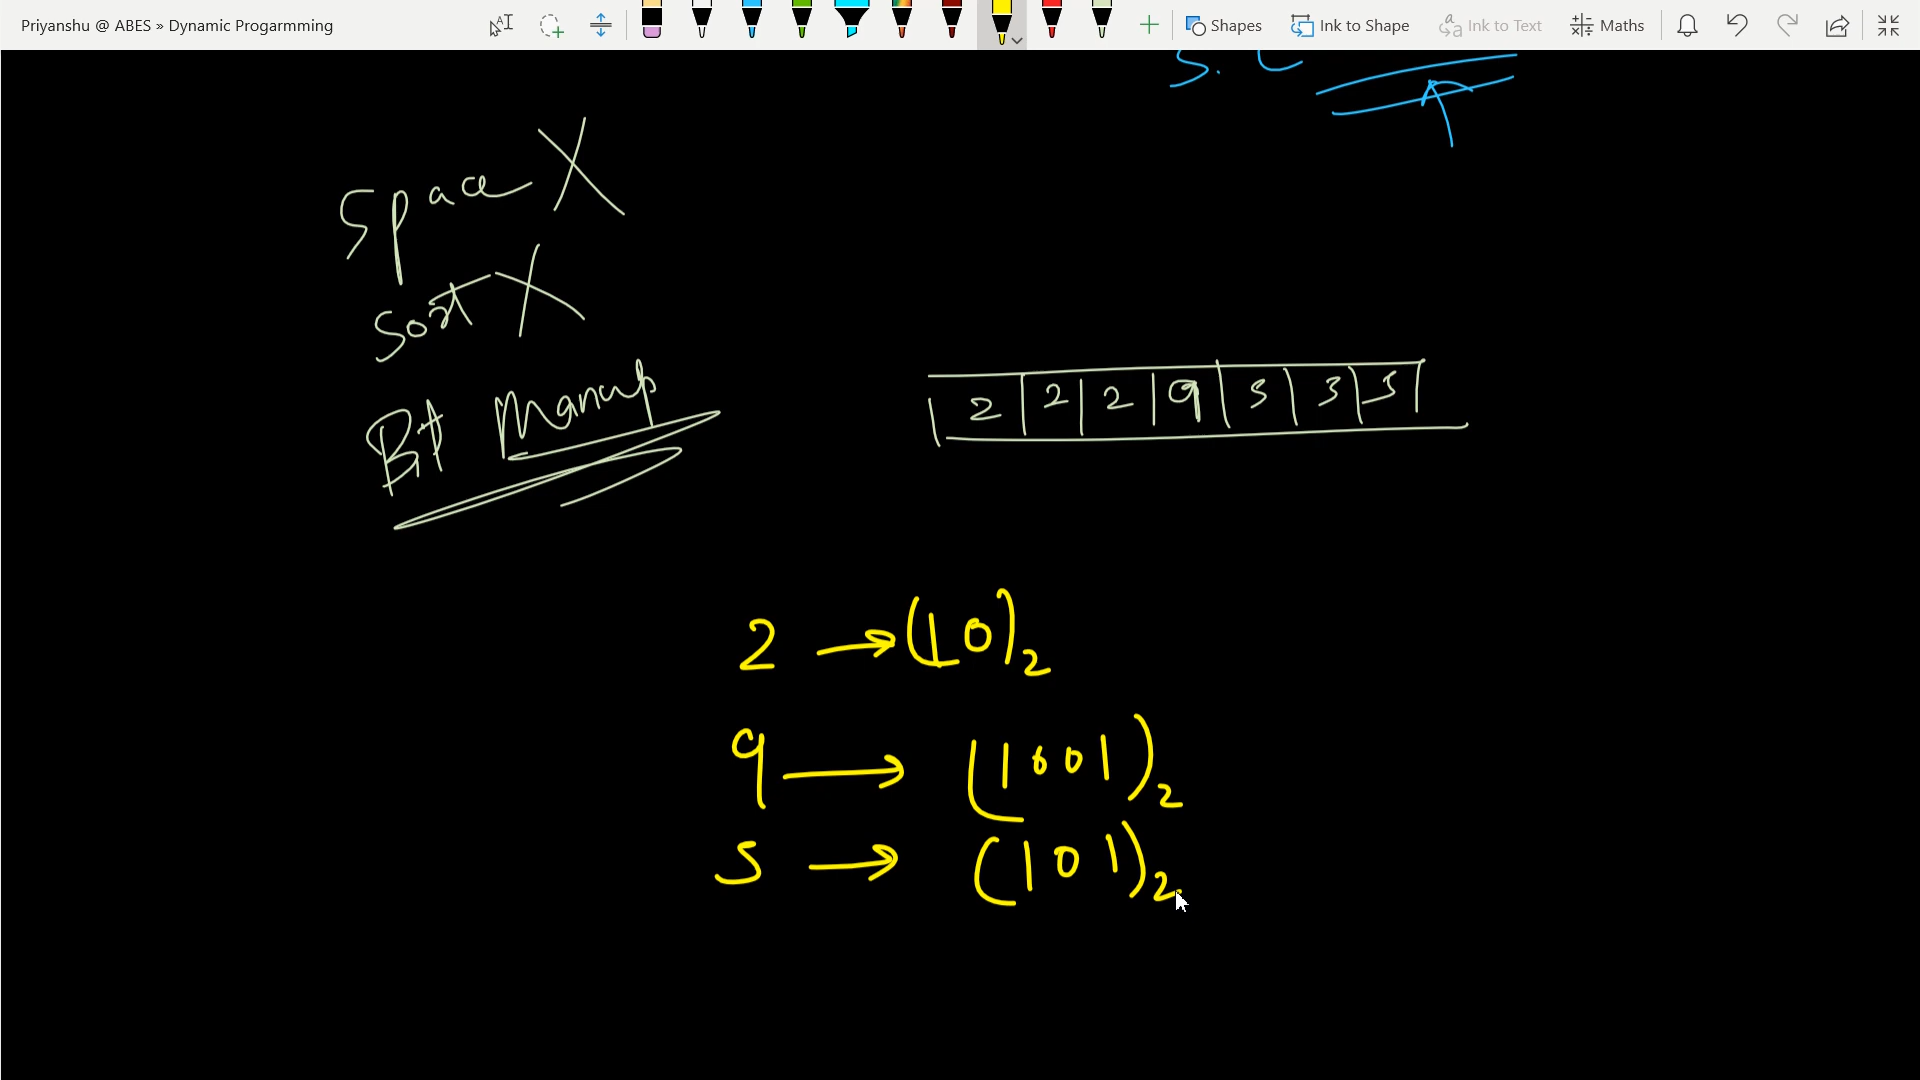 Priyanshu @ ABES » Dynamic Progarmming
Shapes
Ink to Shape
Ink to Text
Maths
S. C
Space X
Sort X
Bit Manup
2 2 2 9 5 5 5
2 → (10)2
9 → (1001)2
5 → (101)2